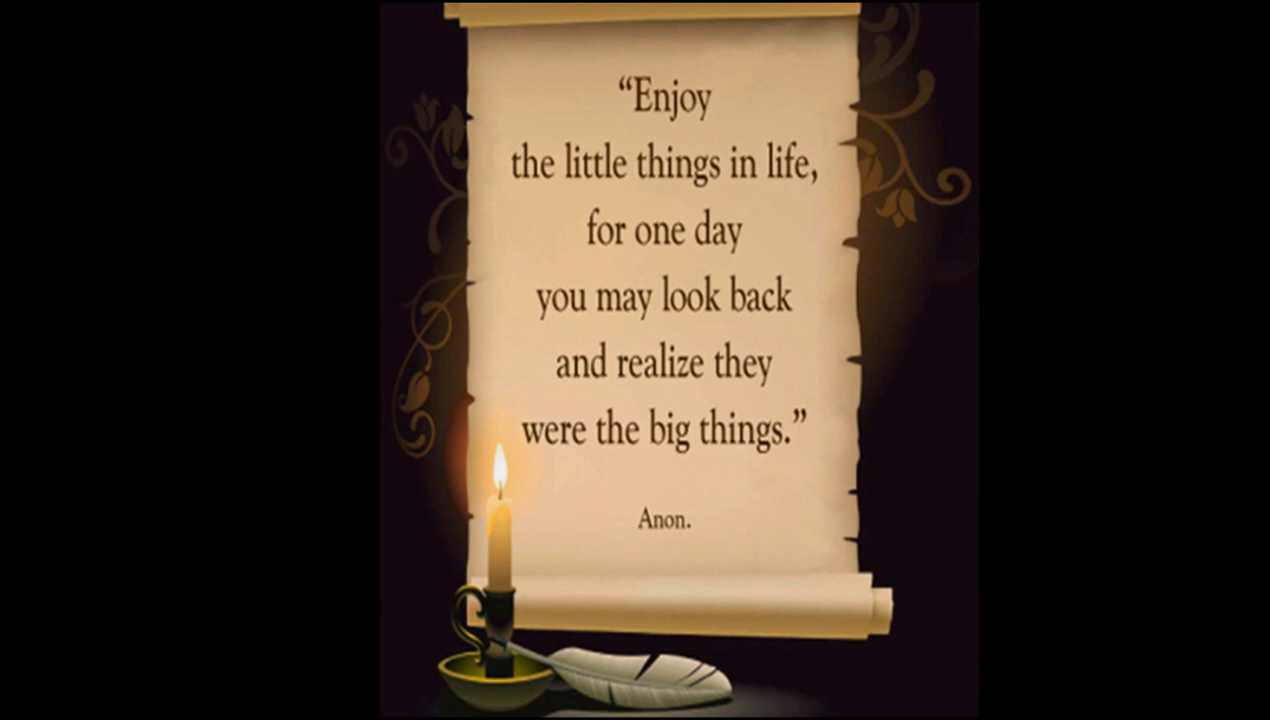 “Enjoy
the little things in life,
for one day
you may look back
and realize they
were the big things.”
Anon.